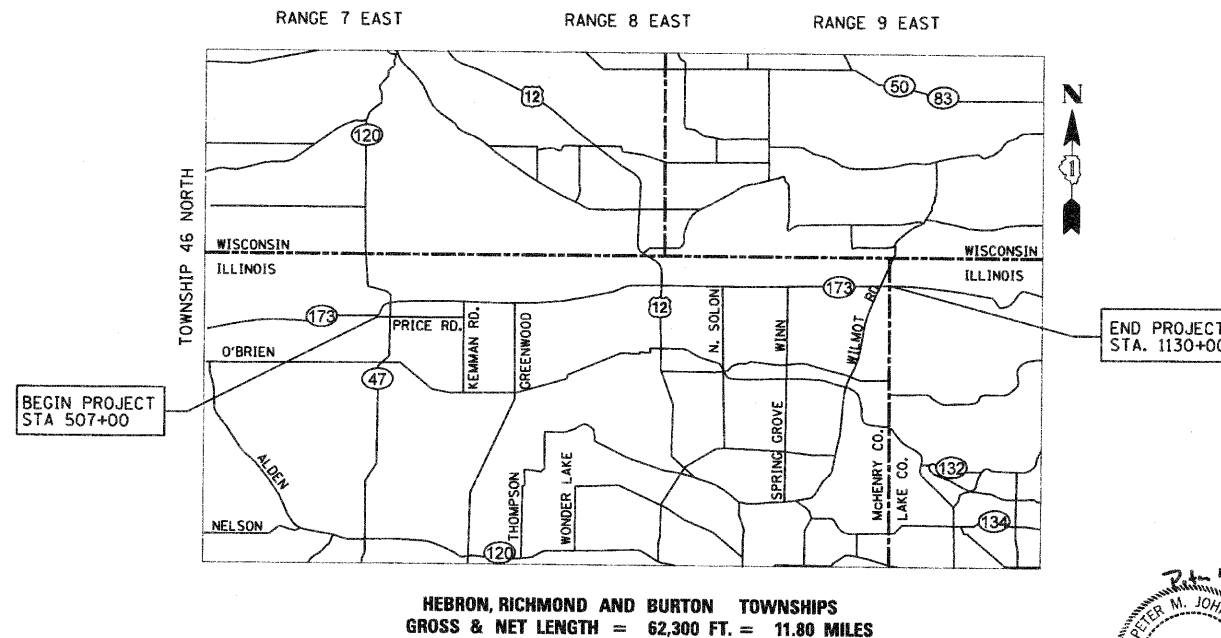 RANGE 7 EAST
RANGE 8 EAST
RANGE 9 EAST
TOWNSHIP 46 NORTH
12
50
83
N
120
1
WISCONSIN
ILLINOIS
WISCONSIN
ILLINOIS
173
PRICE RD.
KEMMAN RD.
GREENWOOD
12
N. SOLON
WINN
173
WILMOT RD.
END PROJECT
STA. 1130+00
O'BRIEN
47
BEGIN PROJECT
STA 507+00
ALDEN
NELSON
120
THOMPSON
WONDER LAKE
SPRING GROVE
McHENRY CO.
LAKE CO.
132
134
HEBRON, RICHMOND AND BURTON TOWNSHIPS
GROSS & NET LENGTH = 62,300 FT. = 11.80 MILES
PETER M.